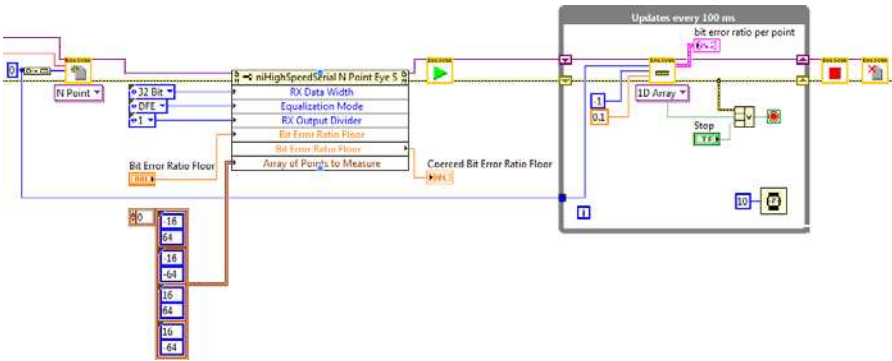 Updates every 100 ms
bit error ratio per point
0
N Point
niHighSpeedSerial N Point Eye S
32 Bit
RX Data Width
DFE
Equalization Mode
1
RX Output Divider
Bit Error Ratio Floor
Bit Error Ratio Floor
Array of Points to Measure
Bit Error Ratio Floor
Coerced Bit Error Ratio Floor
-1
0.1
1D Array
Stop
TF
i
10
0
-16
64
-16
-64
16
64
16
-64